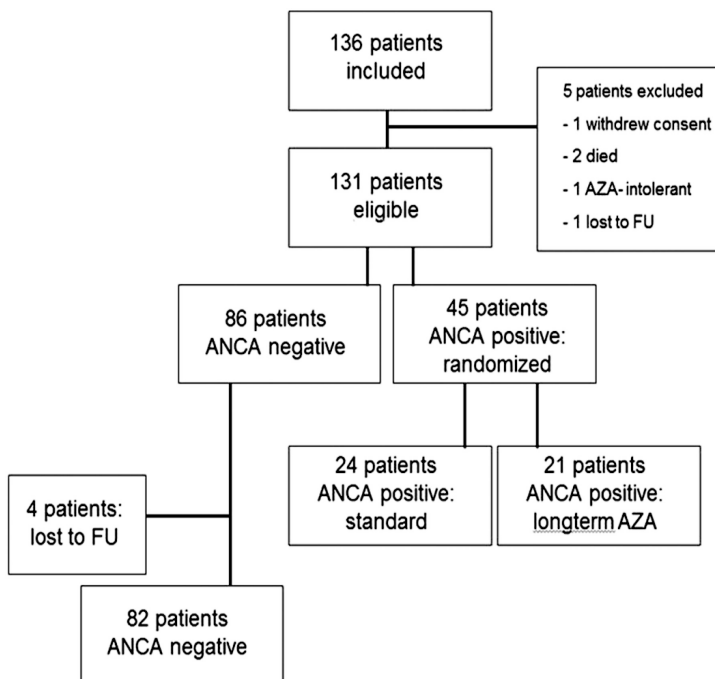 136 patients
included
5 patients excluded
- 1 withdrew consent
- 2 died
- 1 AZA- intolerant
- 1 lost to FU
131 patients
eligible
86 patients
ANCA negative
45 patients
ANCA positive:
randomized
24 patients
ANCA positive:
standard
21 patients
ANCA positive:
longterm AZA
4 patients:
lost to FU
82 patients
ANCA negative